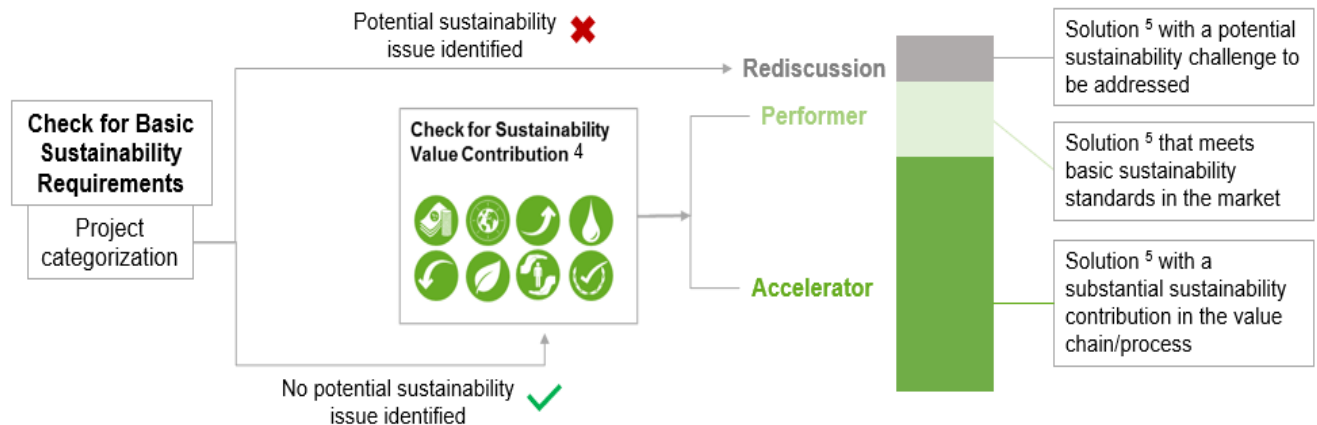 Potential sustainability
issue identified
Check for Basic
Sustainability
Requirements
Project
categorization
No potential sustainability
issue identified
Check for Sustainability
Value Contribution 4
Rediscussion
Performer
Accelerator
Solution 5 with a potential
sustainability challenge to
be addressed
Solution 5 that meets
basic sustainability
standards in the market
Solution 5 with a
substantial sustainability
contribution in the value
chain/process